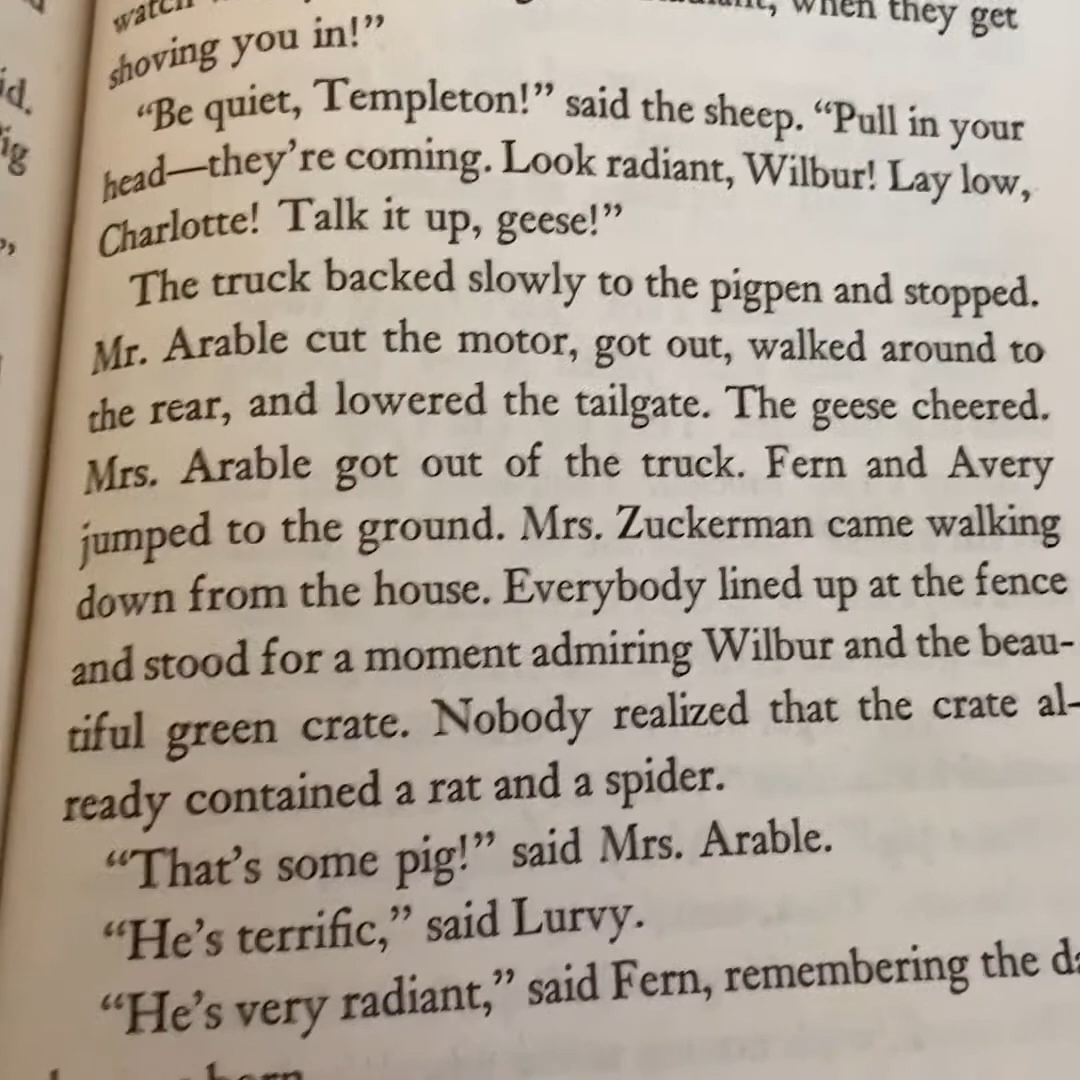 watch when they get
shoving you in!”
“Be quiet, Templeton!” said the sheep. “Pull in your
head—they’re coming. Look radiant, Wilbur! Lay low,
Charlotte! Talk it up, geese!”
The truck backed slowly to the pigpen and stopped.
Mr. Arable cut the motor, got out, walked around to
the rear, and lowered the tailgate. The geese cheered.
Mrs. Arable got out of the truck. Fern and Avery
jumped to the ground. Mrs. Zuckerman came walking
down from the house. Everybody lined up at the fence
and stood for a moment admiring Wilbur and the beau-
tiful green crate. Nobody realized that the crate al-
ready contained a rat and a spider.
“That’s some pig!” said Mrs. Arable.
“He’s terrific,” said Lurvy.
“He’s very radiant,” said Fern, remembering the